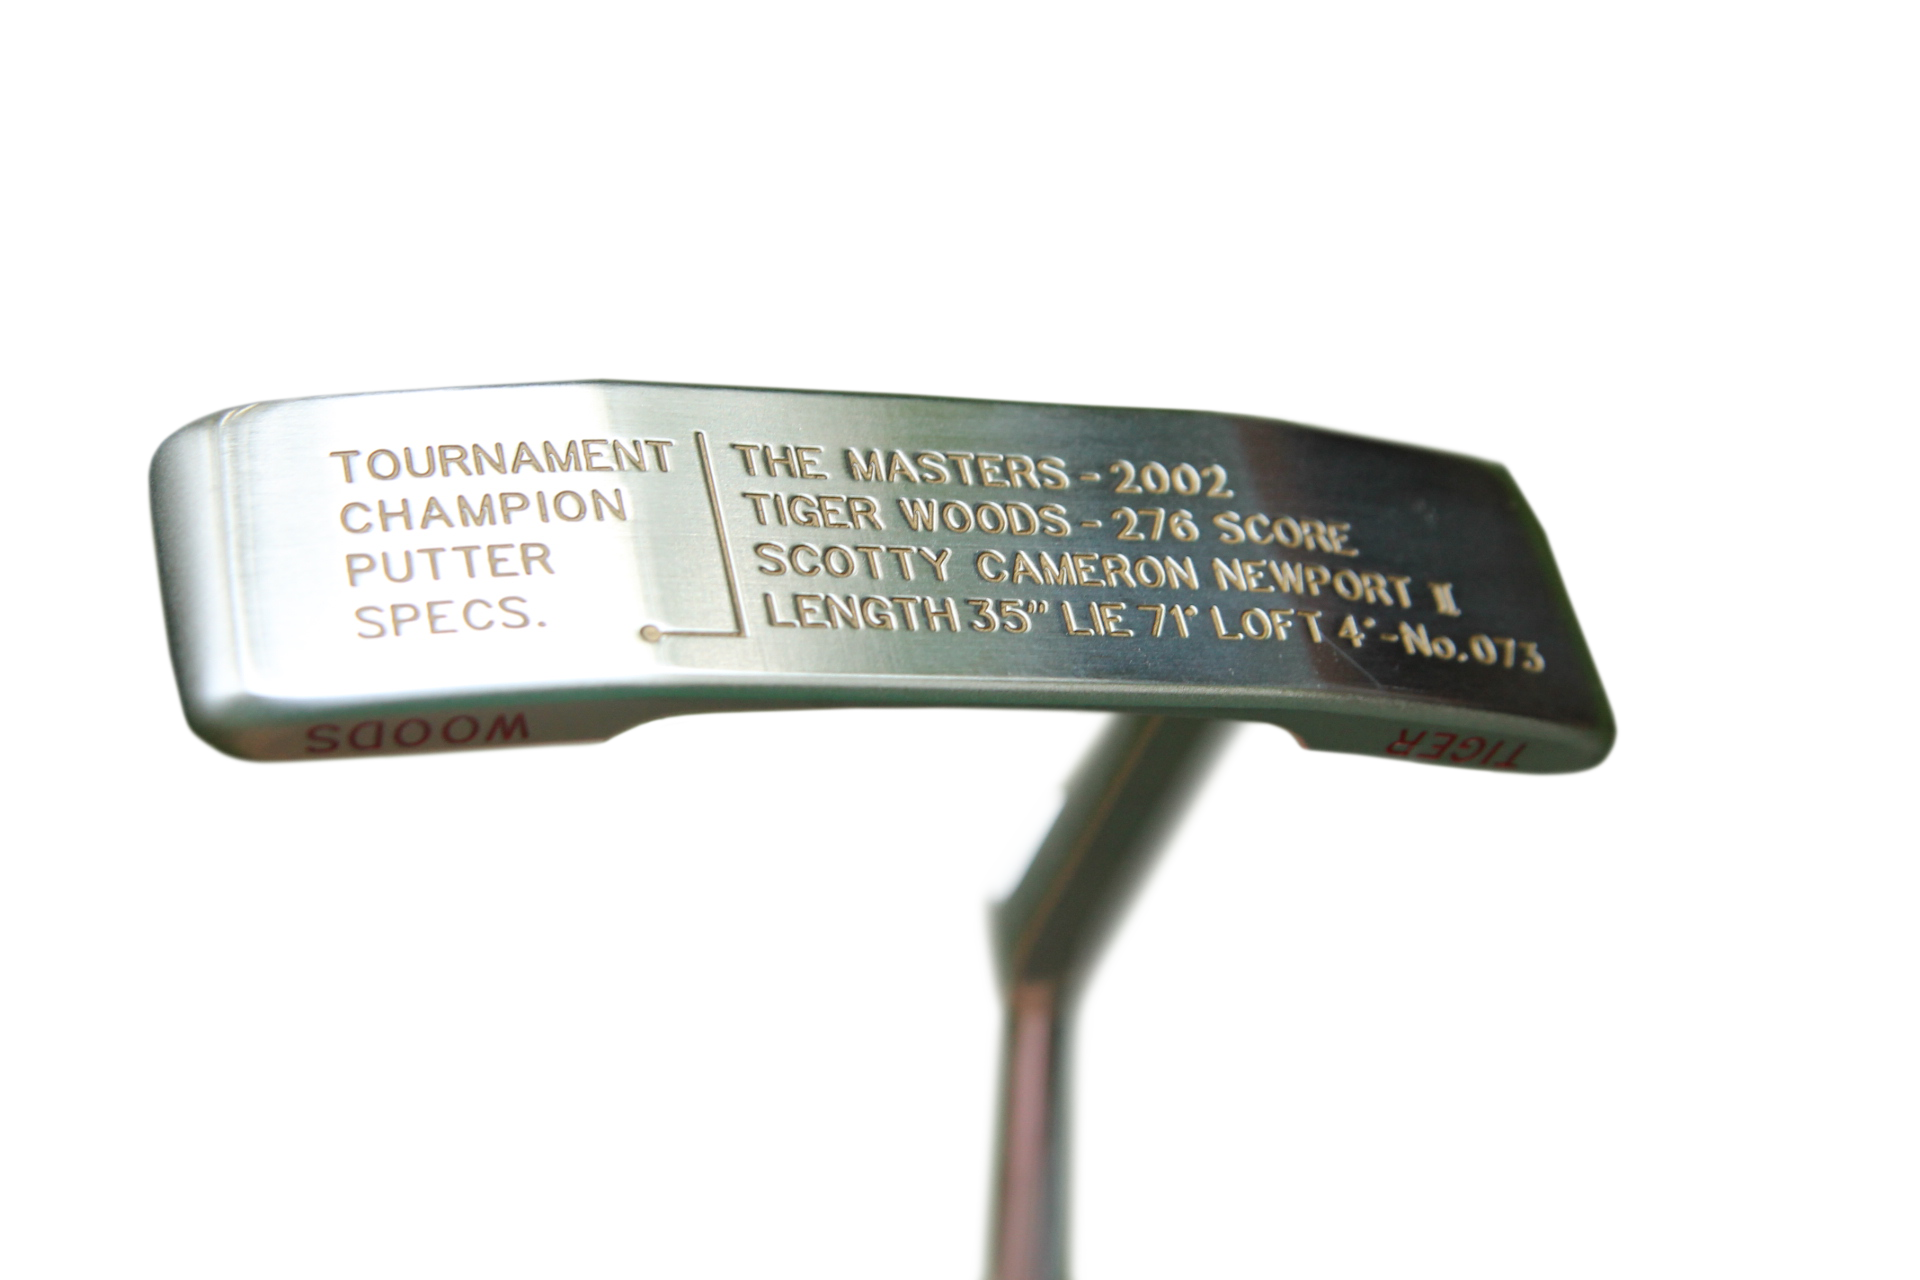 TOURNAMENT
CHAMPION
PUTTER
SPECS.
THE MASTERS - 2002
TIGER WOODS - 276 SCORE
SCOTTY CAMERON NEWPORT II
LENGTH 35" LIE 71° LOFT 4°-No.073
WOODS
TIGER